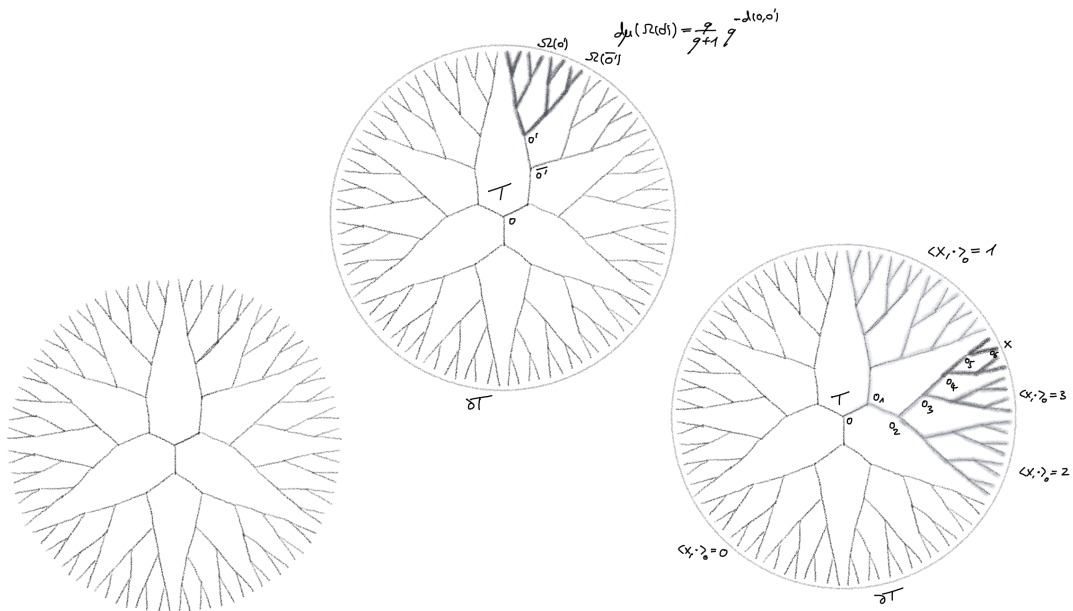 dμ(Ω(o')) = q/(q+1) q^{-d(o,o')}
Ω(o')
Ω(o̅')
o'
o̅'
T
o
∂T
⟨x,·⟩₀ = 1
x
o₆
o₅
o₄
⟨x,·⟩₀ = 3
o₃
T
o₁
o
o₂
⟨x,·⟩₀ = 2
⟨x,·⟩₀ = 0
∂T